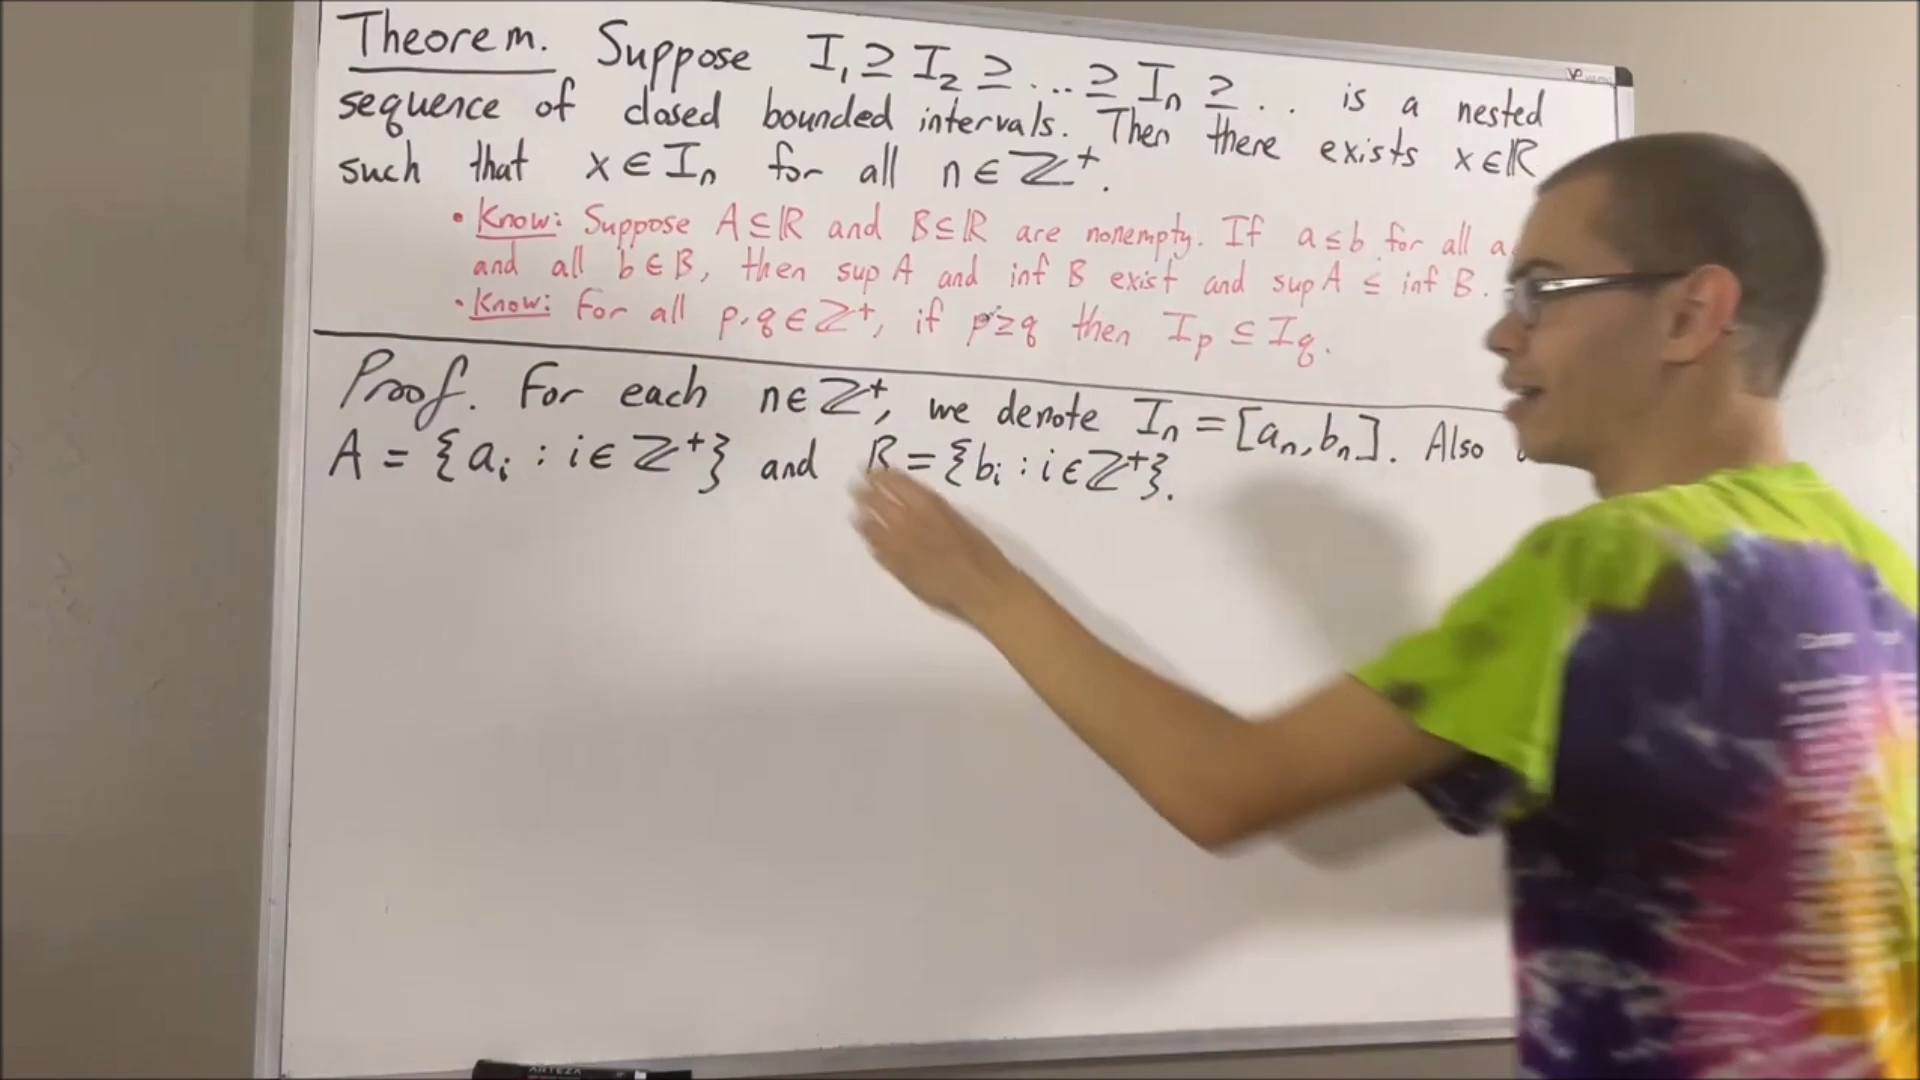 Theorem. Suppose I₁ ⊇ I₂ ⊇ ... ⊇ Iₙ ⊇ .. is a nested
sequence of closed bounded intervals. Then there exists x∈ℝ
such that x∈Iₙ for all n∈ℤ⁺.
• Know: Suppose A⊆ℝ and B⊆ℝ are nonempty. If a≤b for all a
and all b∈B, then sup A and inf B exist and sup A ≤ inf B.
• Know: For all p,q∈ℤ⁺, if p≥q then Iₚ ⊆ I_q.
Proof. For each n∈ℤ⁺, we denote Iₙ = [aₙ, bₙ]. Also
A = {aᵢ : i∈ℤ⁺} and B = {bᵢ : i∈ℤ⁺}.
ARTEZA